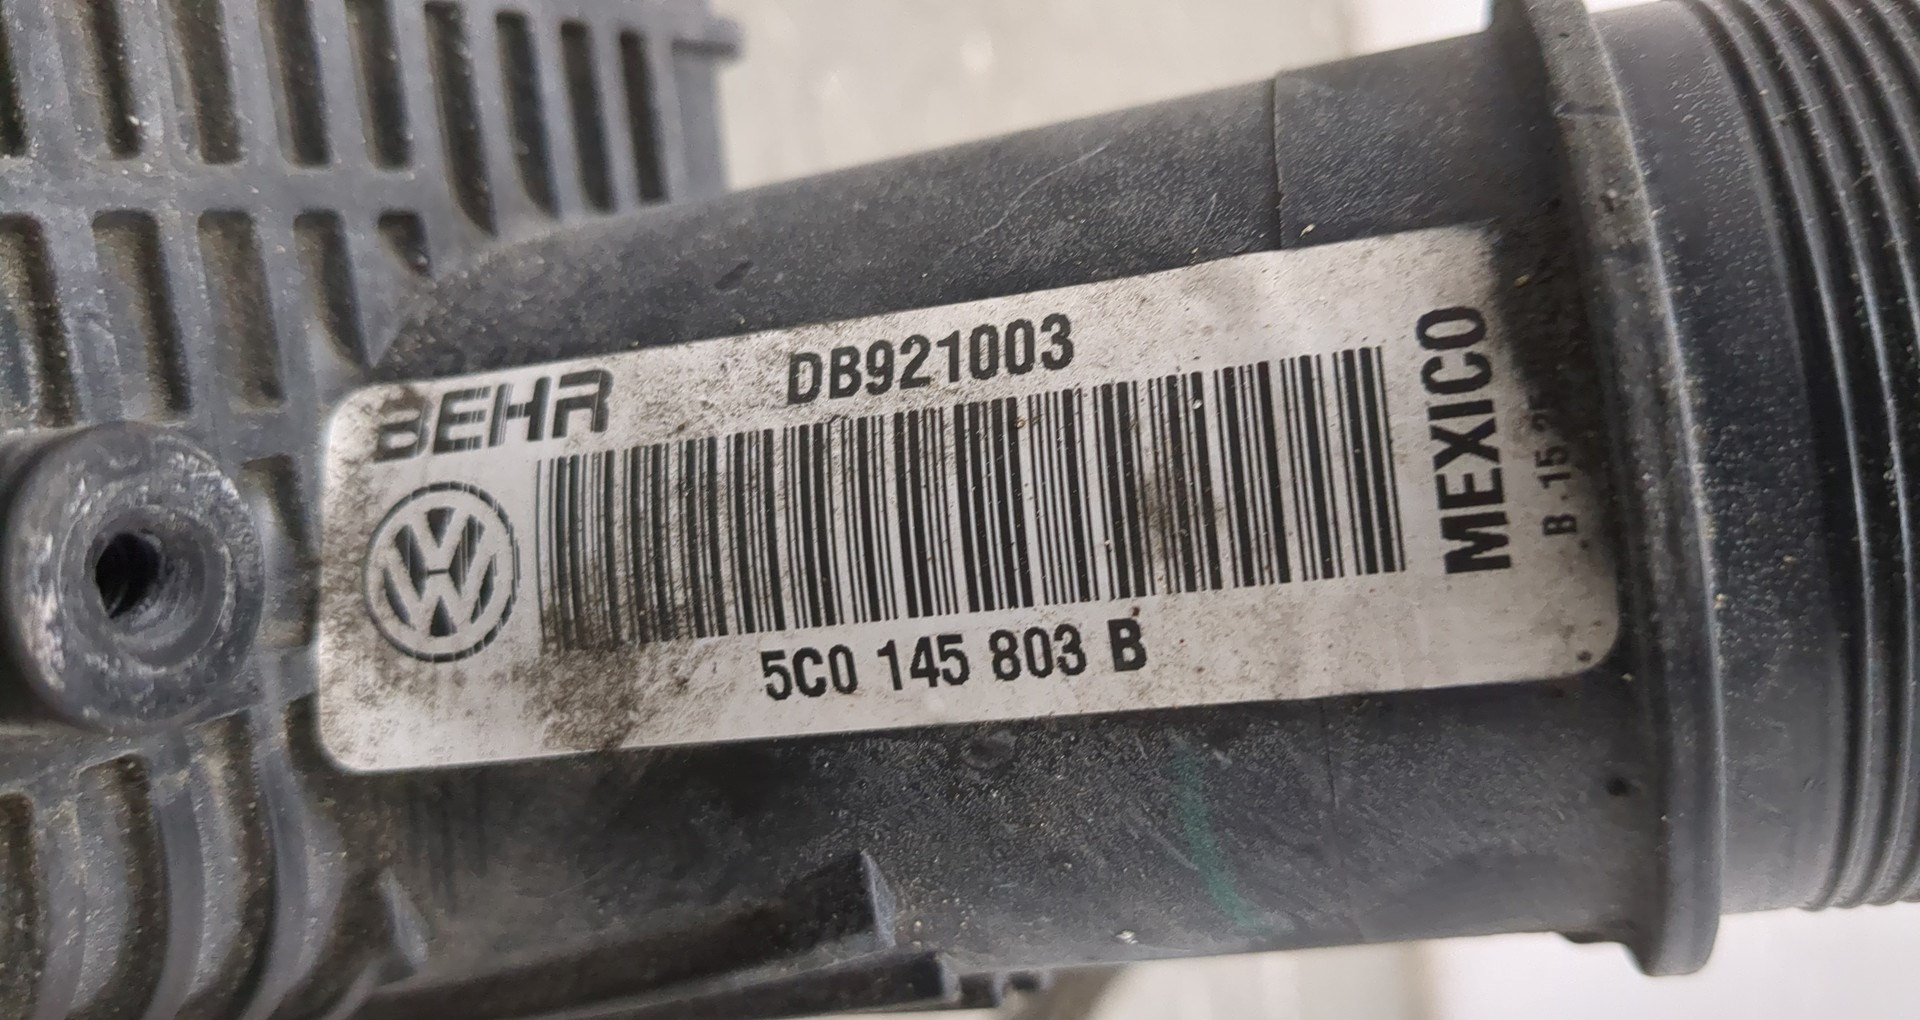 BEHR
DB921003
5C0 145 803 B
MEXICO
B